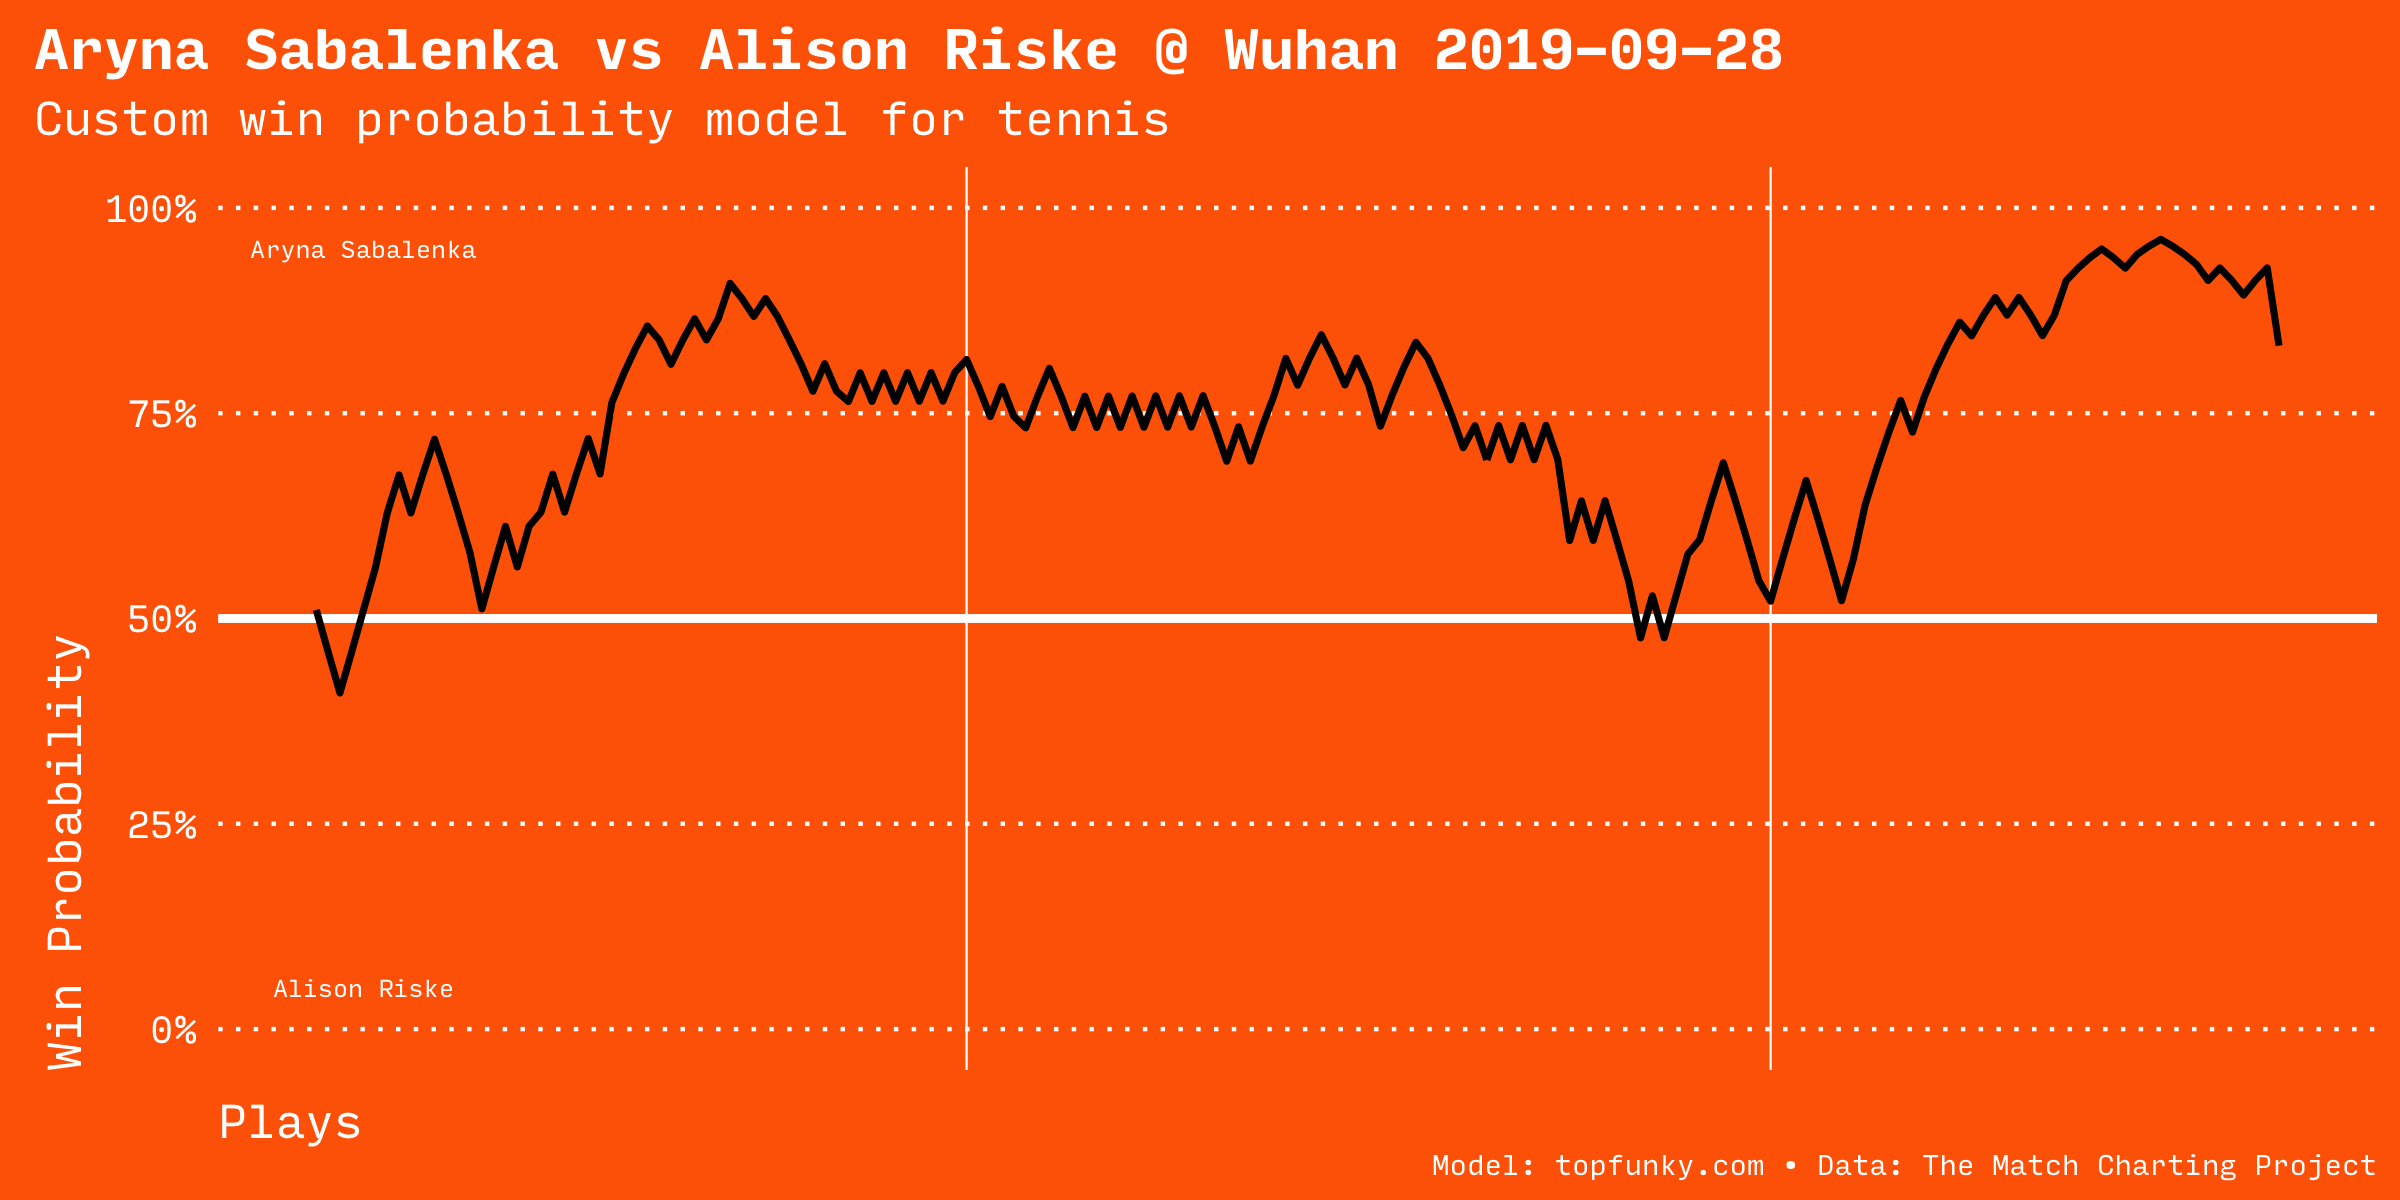 Aryna Sabalenka vs Alison Riske @ Wuhan 2019-09-28
Custom win probability model for tennis
100%
Aryna Sabalenka
75%
50%
25%
Alison Riske
0%
Win Probability
Plays
Model: topfunky.com • Data: The Match Charting Project